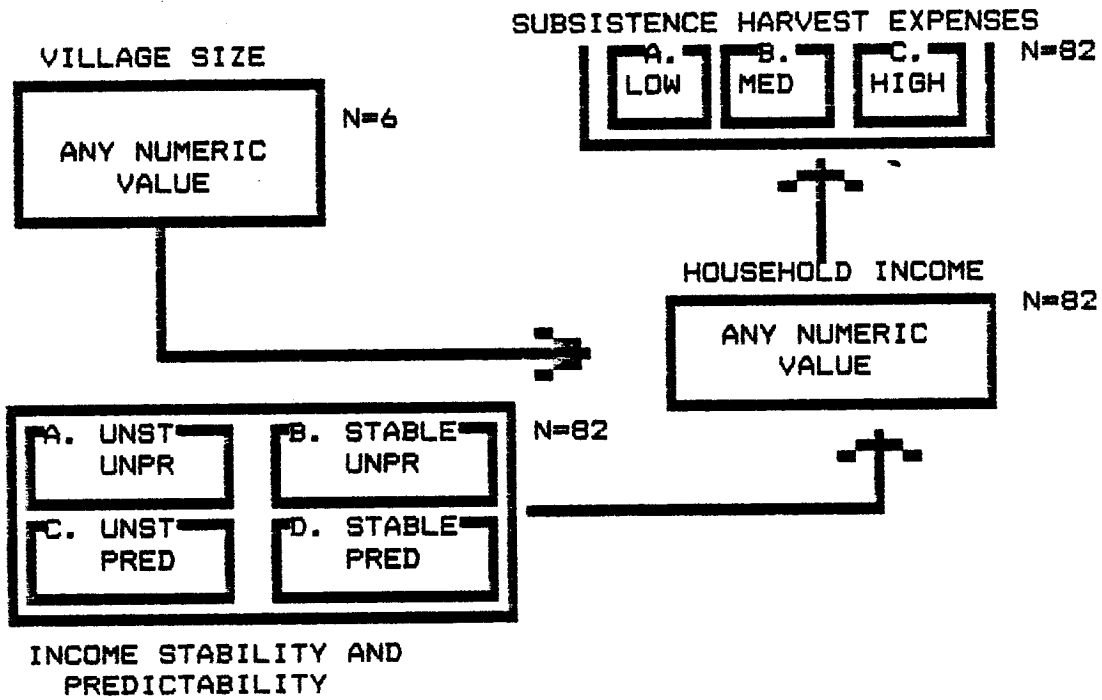 SUBSISTENCE HARVEST EXPENSES
N=82
A. B. C.
LOW MED HIGH
VILLAGE SIZE
N=6
ANY NUMERIC
VALUE
HOUSEHOLD INCOME
N=82
ANY NUMERIC
VALUE
N=82
A. UNST
UNPR
B. STABLE
UNPR
C. UNST
PRED
D. STABLE
PRED
INCOME STABILITY AND
PREDICTABILITY